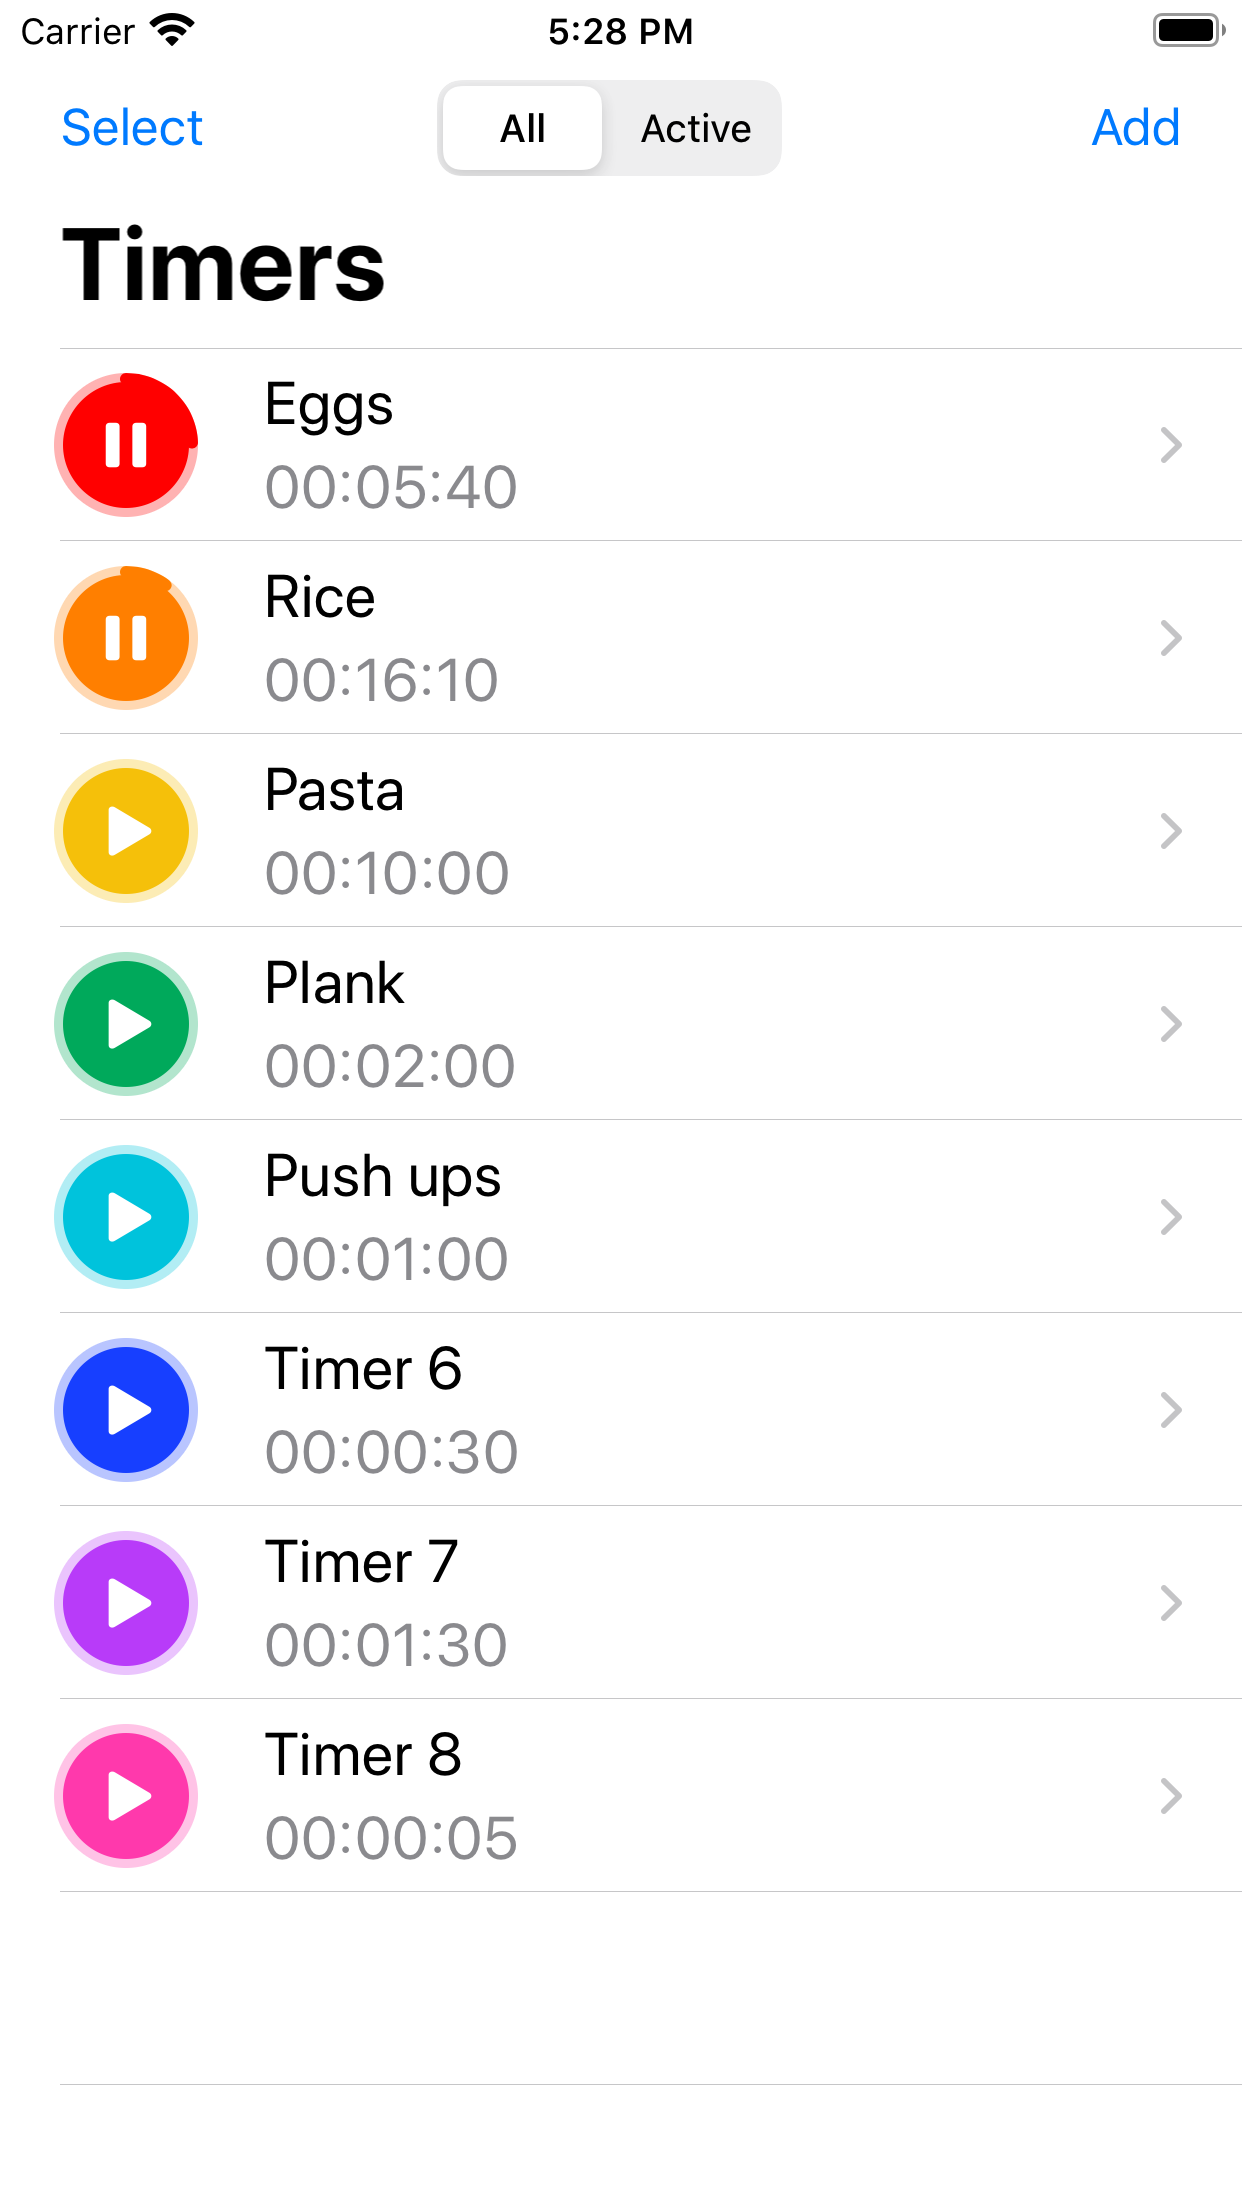 Carrier 5:28 PM
Select All Active Add
Timers
Eggs
00:05:40
Rice
00:16:10
Pasta
00:10:00
Plank
00:02:00
Push ups
00:01:00
Timer 6
00:00:30
Timer 7
00:01:30
Timer 8
00:00:05